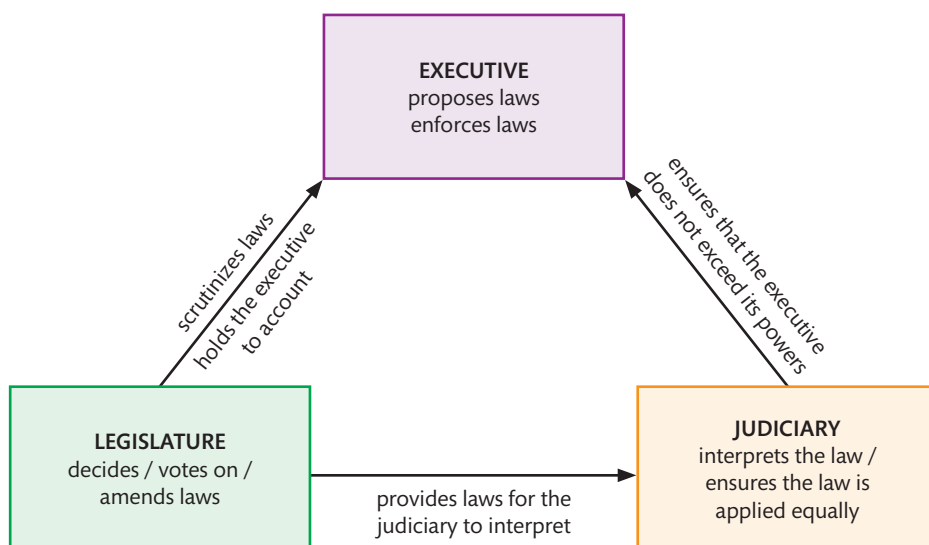 EXECUTIVE
proposes laws
enforces laws
scrutinizes laws
holds the executive
to account
ensures that the executive
does not exceed its powers
LEGISLATURE
decides / votes on /
amends laws
provides laws for the
judiciary to interpret
JUDICIARY
interprets the law /
ensures the law is
applied equally